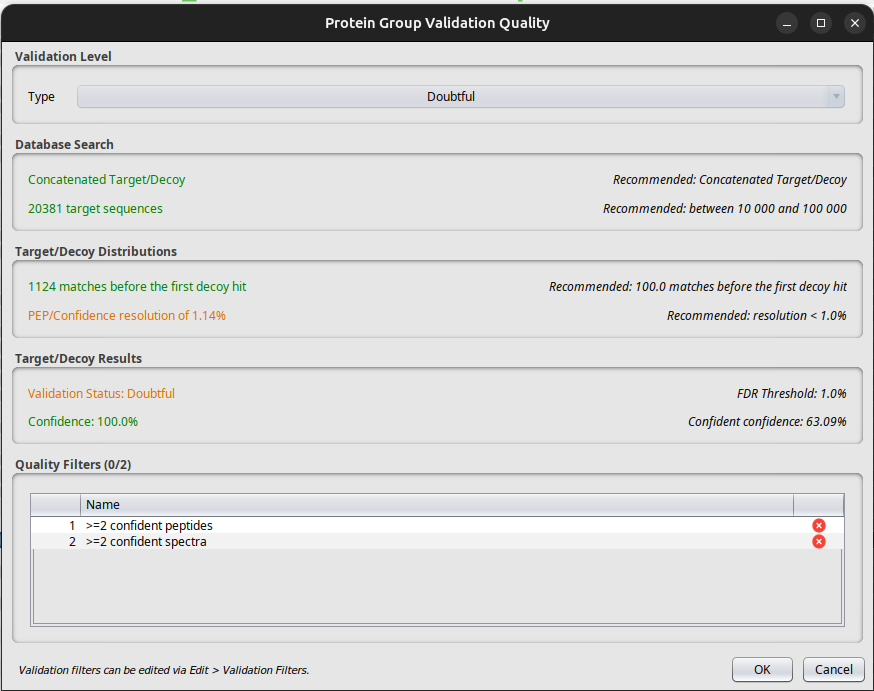 Protein Group Validation Quality
Validation Level
Type Doubtful
Database Search
Concatenated Target/Decoy Recommended: Concatenated Target/Decoy
20381 target sequences Recommended: between 10 000 and 100 000
Target/Decoy Distributions
1124 matches before the first decoy hit Recommended: 100.0 matches before the first decoy hit
PEP/Confidence resolution of 1.14% Recommended: resolution < 1.0%
Target/Decoy Results
Validation Status: Doubtful FDR Threshold: 1.0%
Confidence: 100.0% Confident confidence: 63.09%
Quality Filters (0/2)
Name
1 >=2 confident peptides
2 >=2 confident spectra
Validation filters can be edited via Edit > Validation Filters. OK Cancel